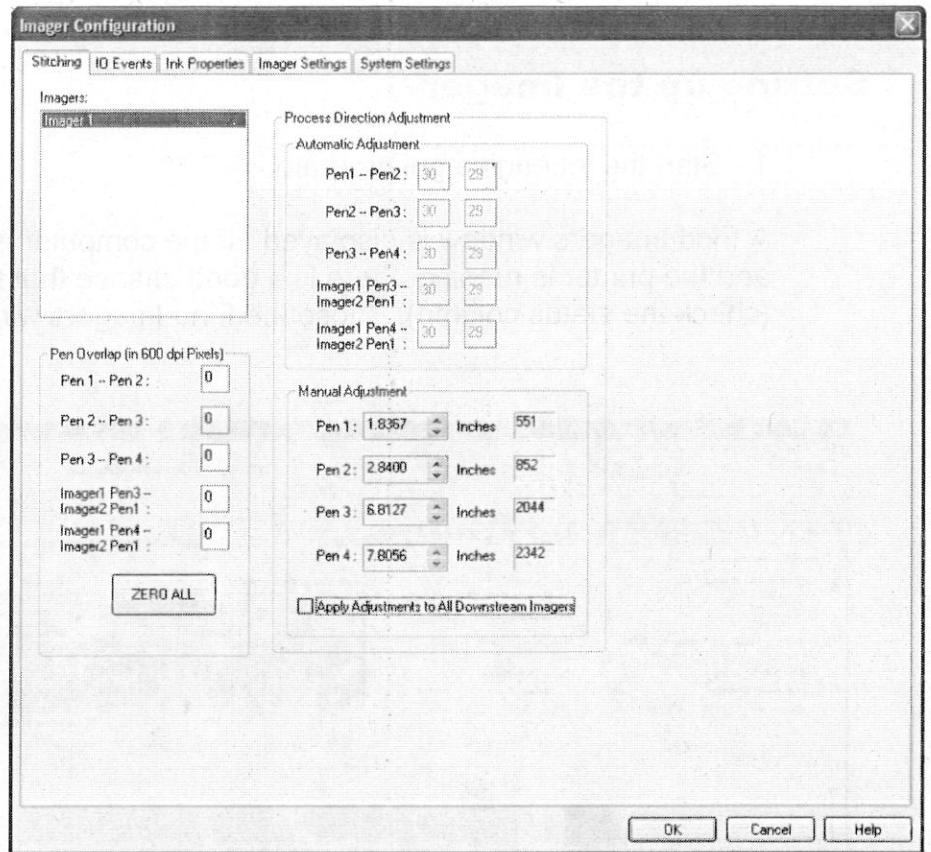 Imager Configuration
Stitching IO Events Ink Properties Imager Settings System Settings
Imagers:
Imager 1
Pen Overlap (in 600 dpi Pixels)
Pen 1 -- Pen 2 : 0
Pen 2 -- Pen 3 : 0
Pen 3 -- Pen 4 : 0
Imager1 Pen3 --
Imager2 Pen1 : 0
Imager1 Pen4 --
Imager2 Pen1 : 0
ZERO ALL
Process Direction Adjustment
Automatic Adjustment
Pen1 -- Pen2 : 30 29
Pen2 -- Pen3 : 30 29
Pen3 -- Pen4 : 30 29
Imager1 Pen3 -- 30 29
Imager2 Pen1 :
Imager1 Pen4 -- 30 29
Imager2 Pen1 :
Manual Adjustment
Pen 1 : 1.8367 Inches 551
Pen 2 : 2.8400 Inches 852
Pen 3 : 6.8127 Inches 2044
Pen 4 : 7.8056 Inches 2342
Apply Adjustments to All Downstream Imagers
OK Cancel Help